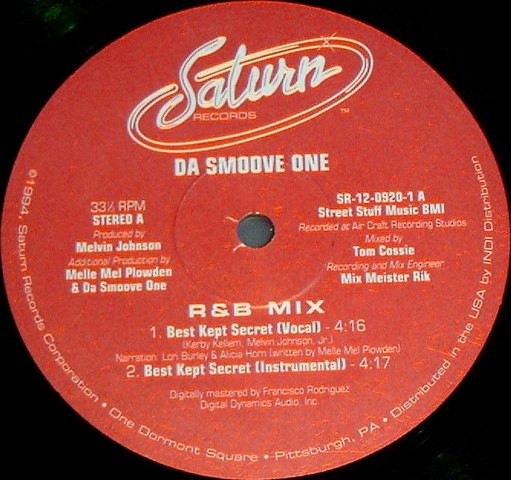 Saturn
RECORDS
™
DA SMOOVE ONE
33⅓ RPM
STEREO A
Produced by
Melvin Johnson
Additional Production by
Melle Mel Plowden
& Da Smoove One
SR-12-0920-1 A
Street Stuff Music BMI
Recorded at Air Craft Recording Studios
Mixed by
Tom Cossie
Recording and Mix Engineer
Mix Meister Rik
R&B MIX
1. Best Kept Secret (Vocal) - 4:16
(Kerby Kellem, Melvin Johnson, Jr.)
Narration: Lori Burley & Alicia Horn (written by Melle Mel Plowden)
2. Best Kept Secret (Instrumental) - 4:17
Digitally mastered by Francisco Rodriguez
Digital Dynamics Audio, Inc.
℗1994, Saturn Records Corporation • One Dormont Square • Pittsburgh, PA • Distributed in the USA by INDI Distribution